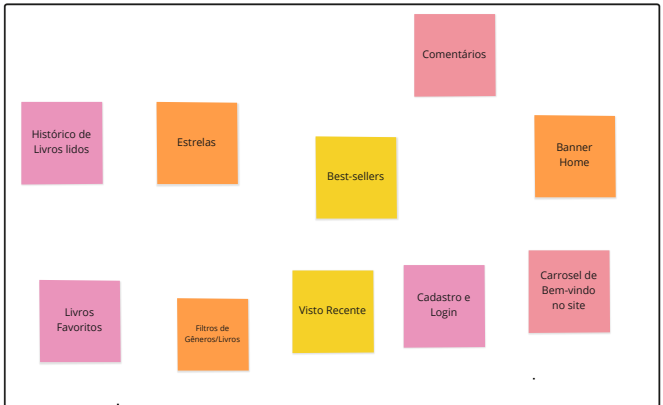 Comentários
Histórico de
Livros lidos
Estrelas
Best-sellers
Banner
Home
Livros
Favoritos
Filtros de
Gêneros/Livros
Visto Recente
Cadastro e
Login
Carrosel de
Bem-vindo
no site